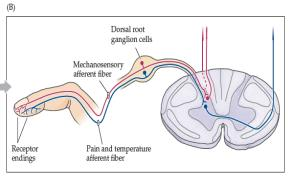 (B)
Dorsal root
ganglion cells
Mechanosensory
afferent fiber
Receptor
endings
Pain and temperature
afferent fiber